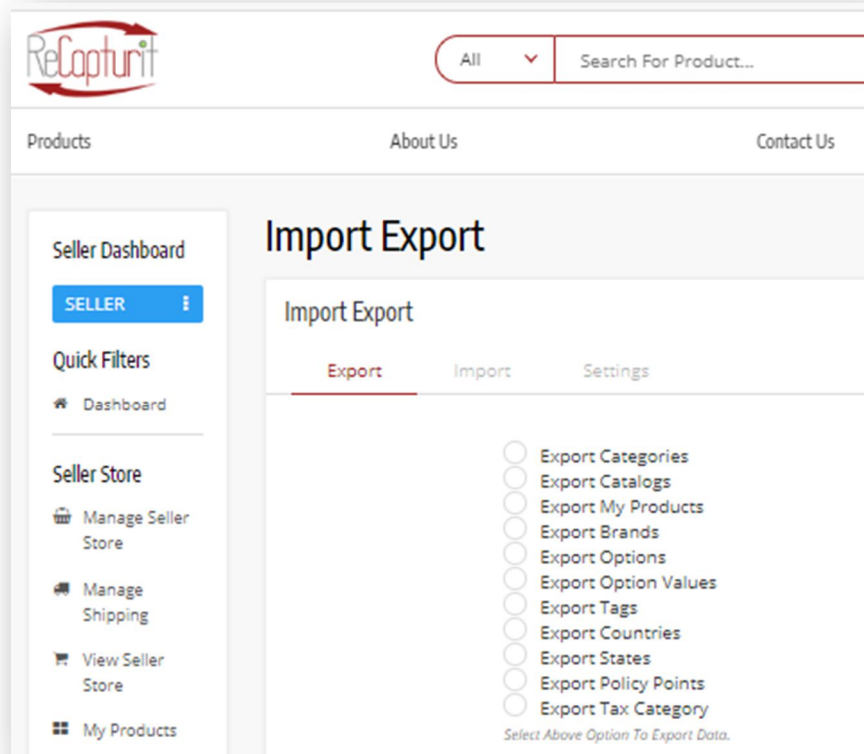 ReCapturit
All
Search For Product...
Products
About Us
Contact Us
Seller Dashboard
SELLER
Quick Filters
Dashboard
Seller Store
Manage Seller
Store
Manage
Shipping
View Seller
Store
My Products
Import Export
Import Export
Export
Import
Settings
Export Categories
Export Catalogs
Export My Products
Export Brands
Export Options
Export Option Values
Export Tags
Export Countries
Export States
Export Policy Points
Export Tax Category
Select Above Option To Export Data.